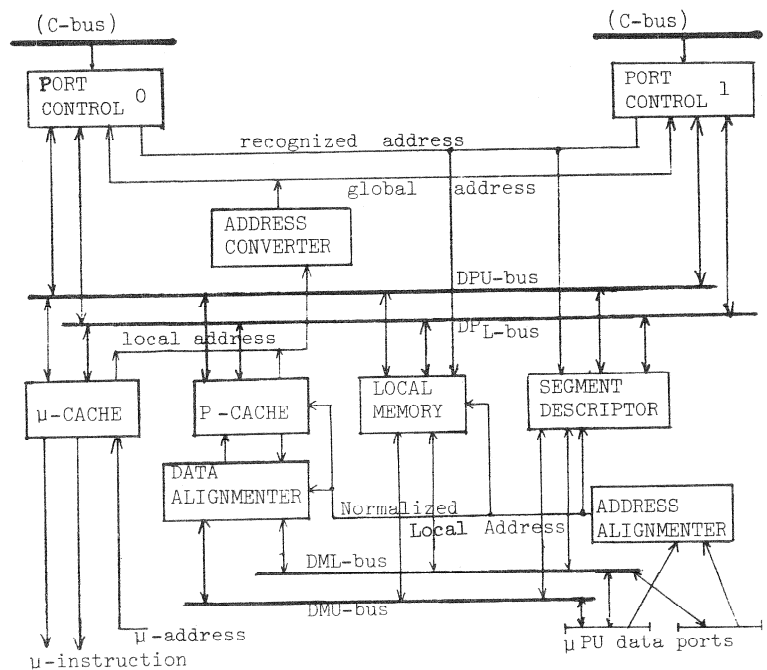 (C-bus)
(C-bus)
PORT
CONTROL 0
PORT
CONTROL 1
recognized address
global address
ADDRESS
CONVERTER
DPU-bus
DPL-bus
local address
μ-CACHE
P-CACHE
LOCAL
MEMORY
SEGMENT
DESCRIPTOR
DATA
ALIGNMENTER
Normalized
Local Address
ADDRESS
ALIGNMENTER
DML-bus
DMU-bus
μ-address
μPU data ports
μ-instruction